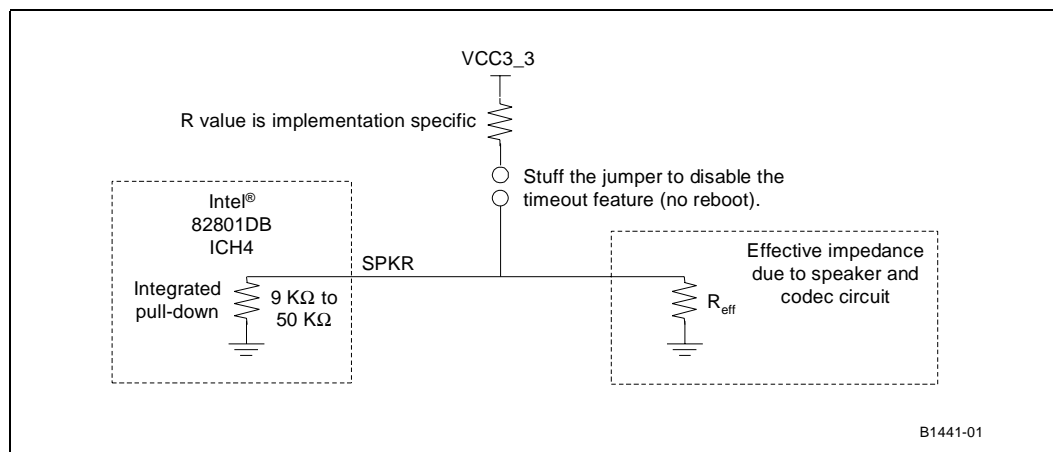 VCC3_3
R value is implementation specific
Stuff the jumper to disable the
timeout feature (no reboot).
Intel®
82801DB
ICH4
SPKR
Integrated
pull-down
9 KΩ to
50 KΩ
Effective impedance
due to speaker and
codec circuit
Reff
B1441-01